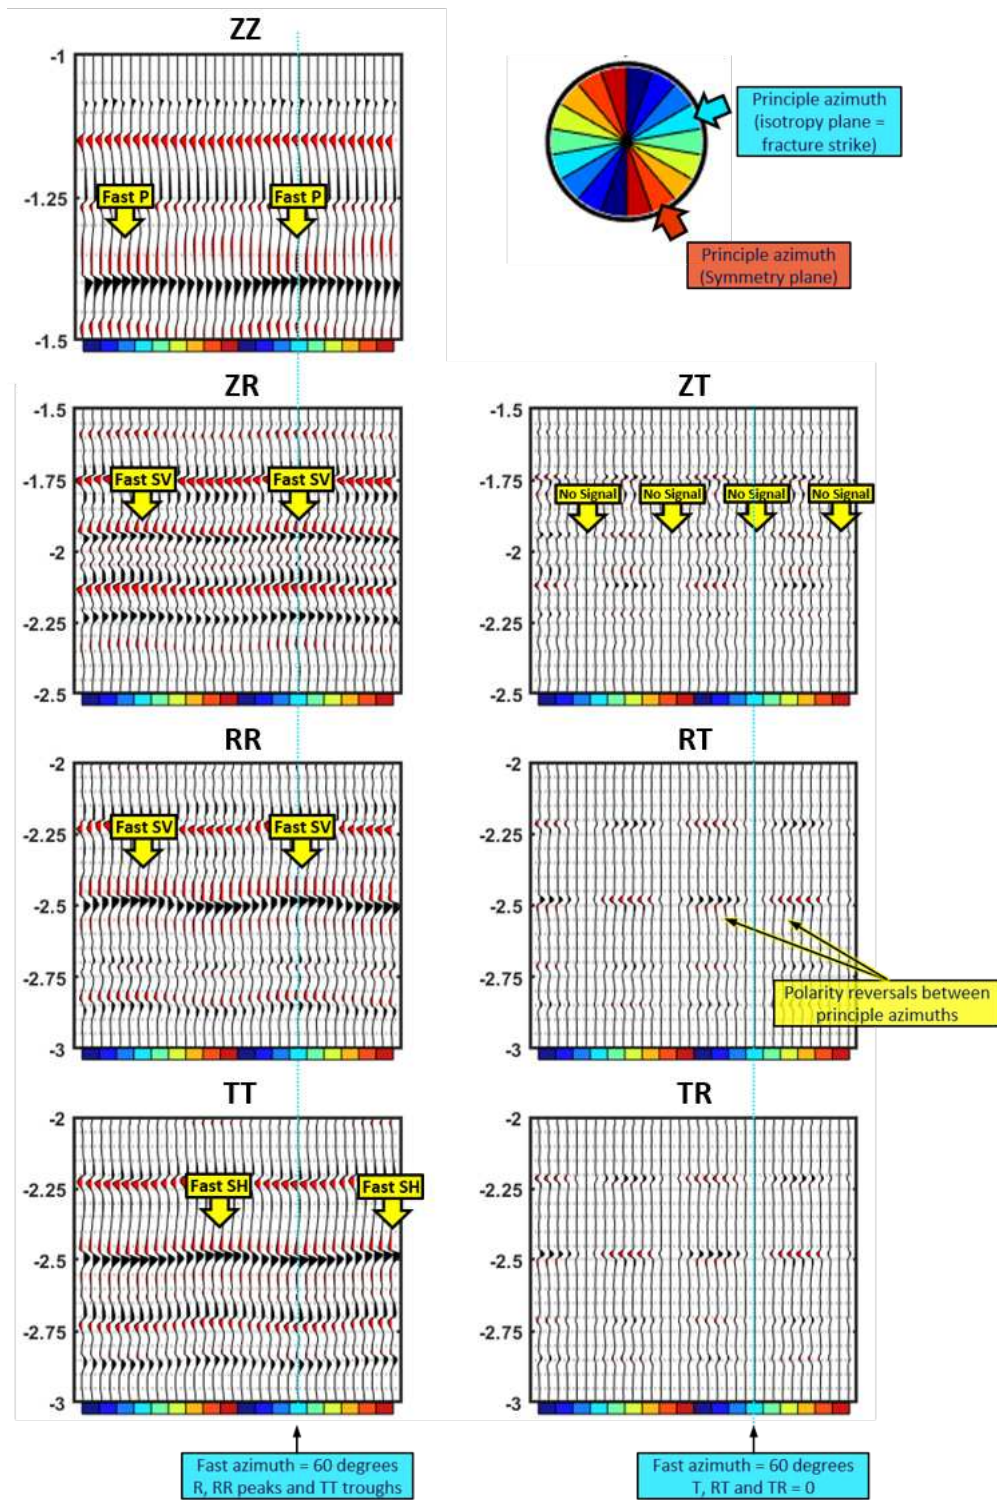 ZZ
-1
-1.25
-1.5
Fast P
Fast P
Principle azimuth
(isotropy plane =
fracture strike)
Principle azimuth
(Symmetry plane)
ZR
-1.5
-1.75
-2
-2.25
-2.5
Fast SV
Fast SV
ZT
-1.5
-1.75
-2
-2.25
-2.5
No Signal
No Signal
No Signal
No Signal
RR
-2
-2.25
-2.5
-2.75
-3
Fast SV
Fast SV
RT
-2
-2.25
-2.5
-2.75
-3
Polarity reversals between
principle azimuths
TT
-2
-2.25
-2.5
-2.75
-3
Fast SH
Fast SH
TR
-2
-2.25
-2.5
-2.75
-3
Fast azimuth = 60 degrees
R, RR peaks and TT troughs
Fast azimuth = 60 degrees
T, RT and TR = 0